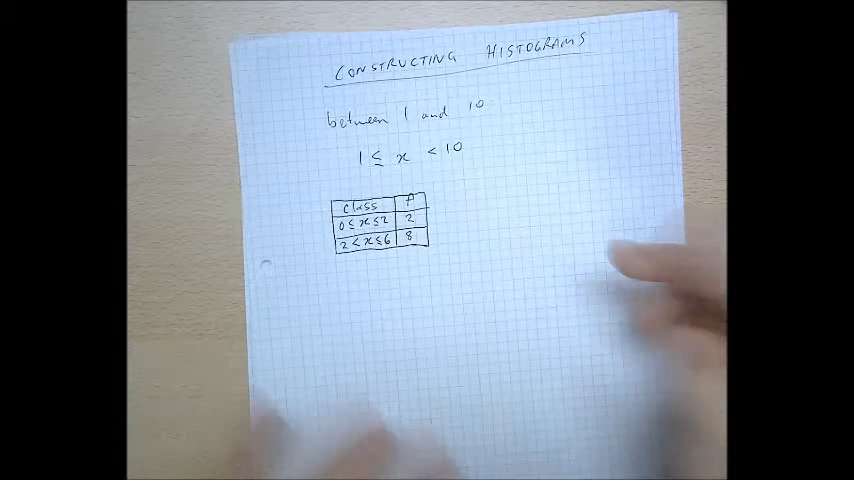 CONSTRUCTING HISTOGRAMS
between 1 and 10
1 ≤ x < 10
class f
0 ≤ x ≤ 2 2
2 < x ≤ 6 8